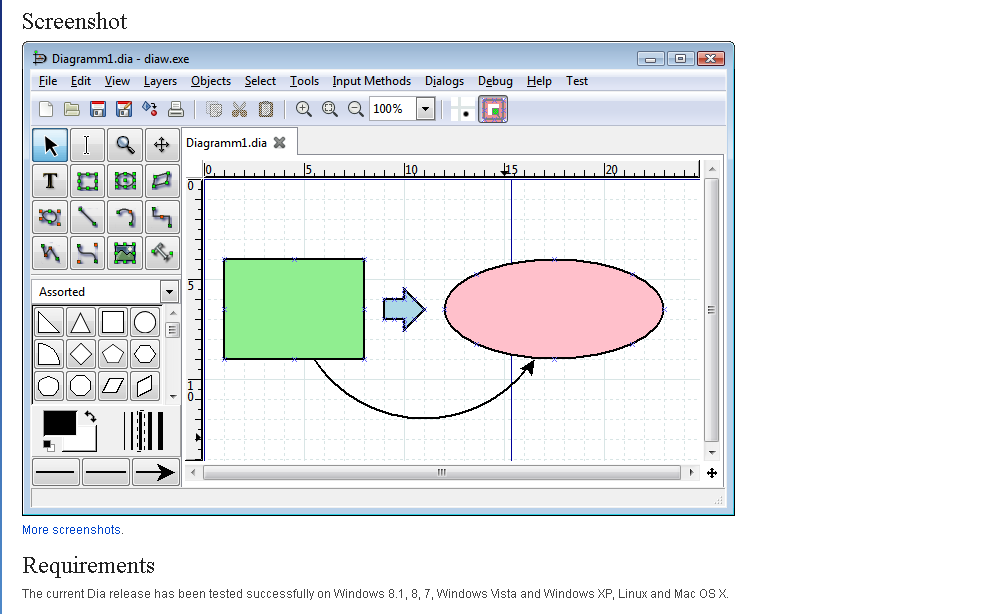 Screenshot
Diagramm1.dia - diaw.exe
File Edit View Layers Objects Select Tools Input Methods Dialogs Debug Help Test
100%
Diagramm1.dia
0 5 10 15 20
T
0
5
Assorted
10
More screenshots.
Requirements
The current Dia release has been tested successfully on Windows 8.1, 8, 7, Windows Vista and Windows XP, Linux and Mac OS X.